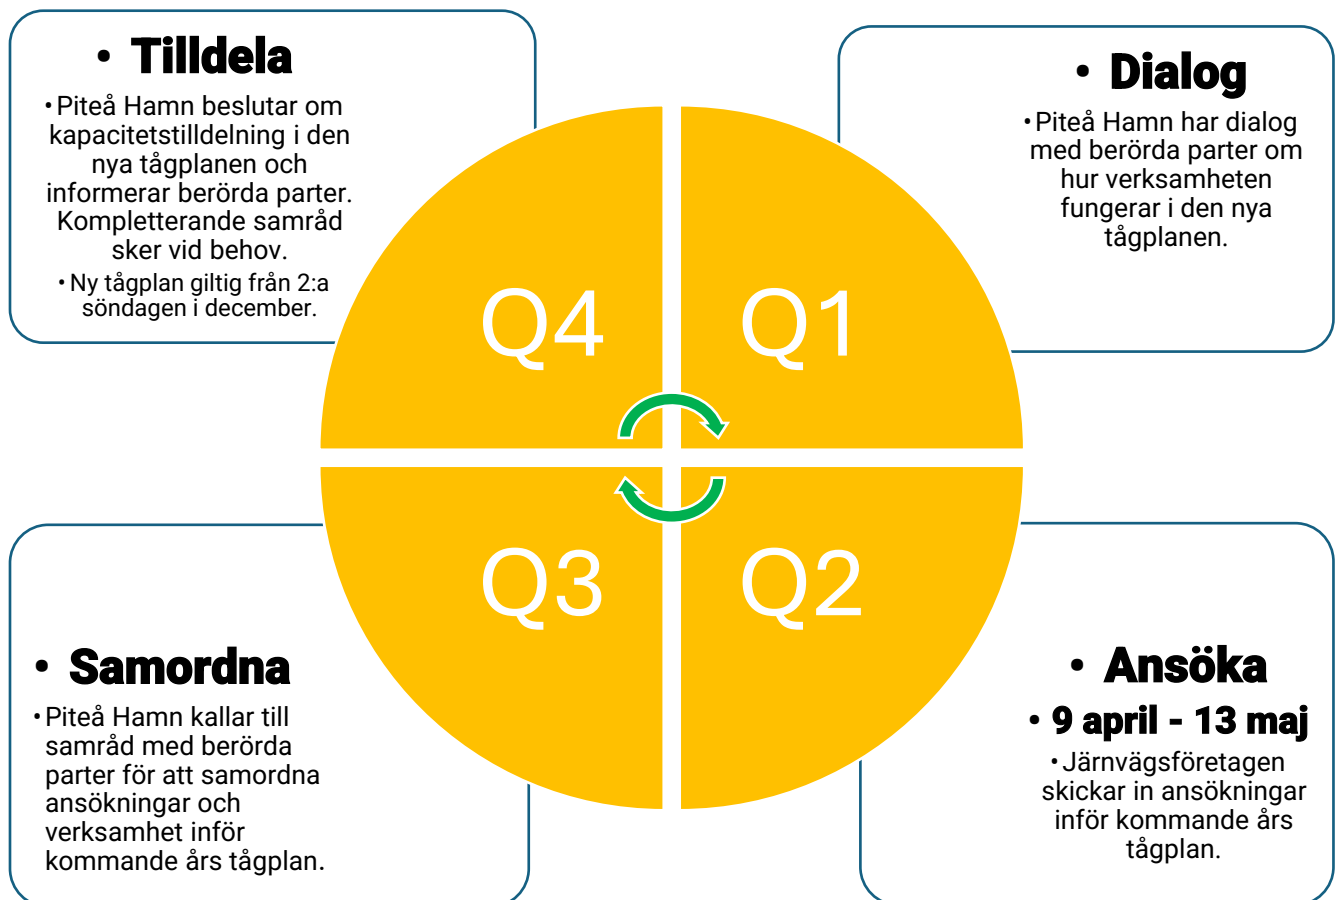 • Tilldela
• Piteå Hamn beslutar om
kapacitetstilldelning i den
nya tågplanen och
informerar berörda parter.
Kompletterande samråd
sker vid behov.
• Ny tågplan giltig från 2:a
söndagen i december.
• Dialog
• Piteå Hamn har dialog
med berörda parter om
hur verksamheten
fungerar i den nya
tågplanen.
Q4
Q1
Q3
Q2
• Samordna
• Piteå Hamn kallar till
samråd med berörda
parter för att samordna
ansökningar och
verksamhet inför
kommande års tågplan.
• Ansöka
• 9 april - 13 maj
• Järnvägsföretagen
skickar in ansökningar
inför kommande års
tågplan.